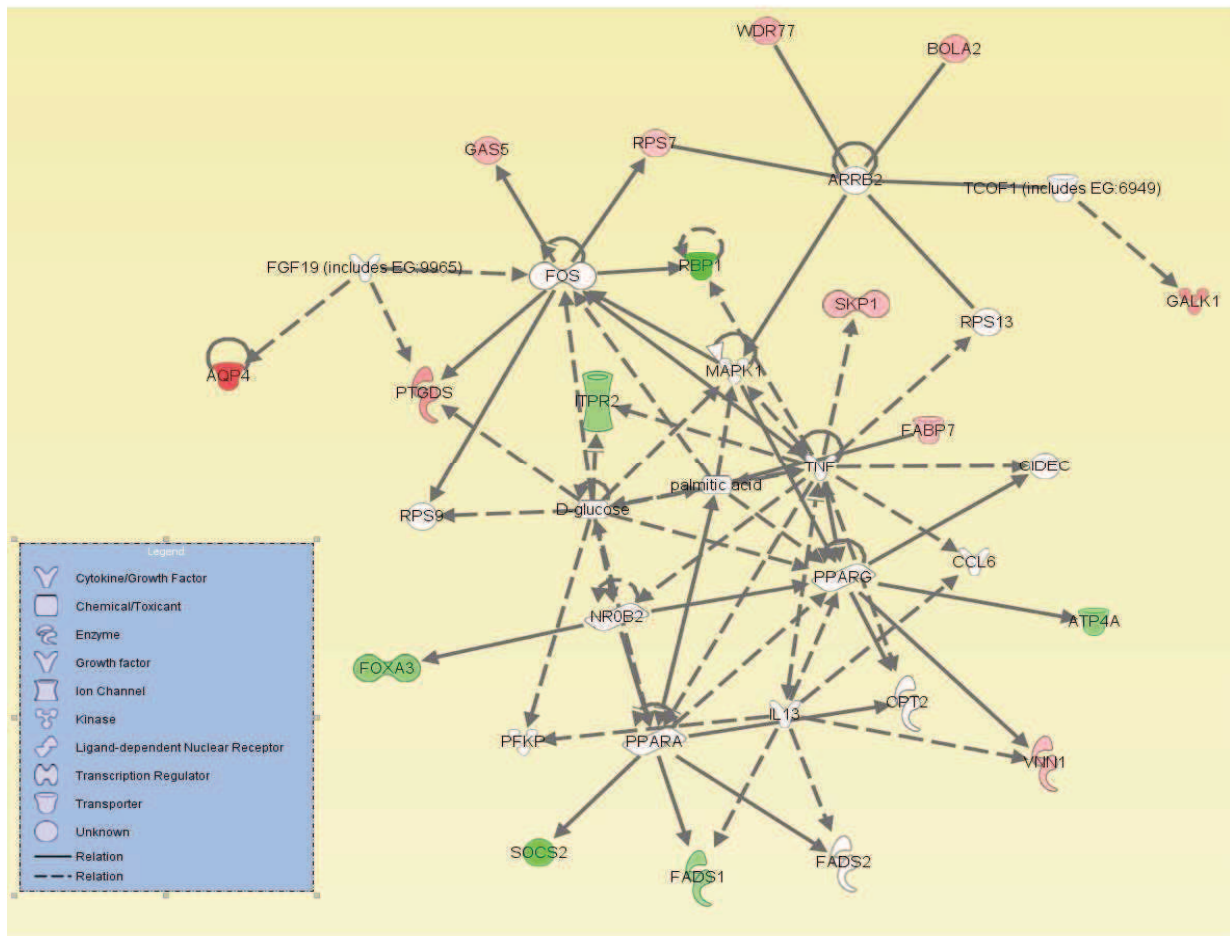 WDR77
BOLA2
GAS5
RPS7
ARRB2
TCOF1 (includes EG:6949)
FGF19 (includes EG:9965)
FOS
RBP1
GALK1
SKP1
RPS13
AQP4
PTGDS
ITPR2
MAPK1
FABP7
TNF
CIDEC
palmitic acid
RPS9
D-glucose
CCL6
PPARG
NR0B2
ATP4A
FOXA3
CPT2
IL13
PFKP
PPARA
VNN1
SOCS2
FADS1
FADS2
Legend
Cytokine/Growth Factor
Chemical/Toxicant
Enzyme
Growth factor
Ion Channel
Kinase
Ligand-dependent Nuclear Receptor
Transcription Regulator
Transporter
Unknown
Relation
Relation